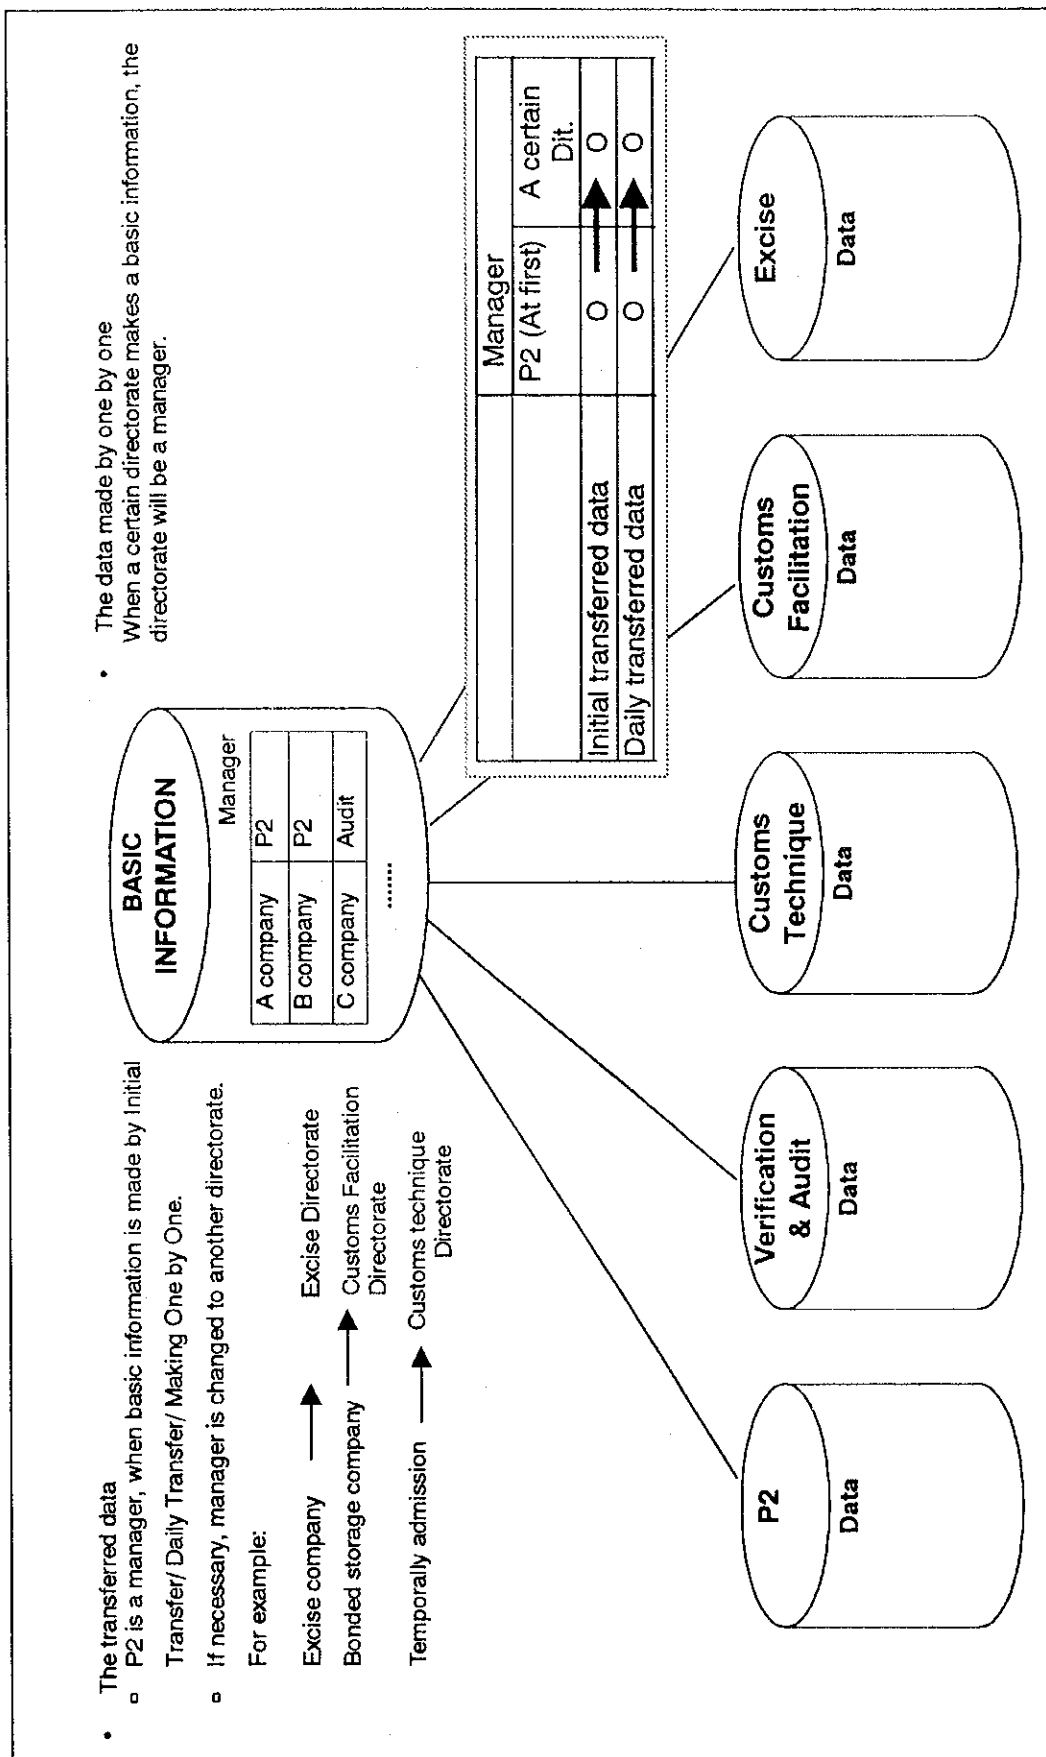 • The transferred data
▫ P2 is a manager, when basic information is made by Initial
Transfer/ Daily Transfer/ Making One by One.
▫ If necessary, manager is changed to another directorate.
For example:
Excise company → Excise Directorate
Bonded storage company → Customs Facilitation
Directorate
Temporally admission → Customs technique
Directorate
BASIC
INFORMATION
Manager
A company P2
B company P2
C company Audit
......
• The data made by one by one
When a certain directorate makes a basic information, the
directorate will be a manager.
Manager
P2 (At first) A certain
Dit.
Initial transferred data O → O
Daily transferred data O → O
P2
Data
Verification
& Audit
Data
Customs
Technique
Data
Customs
Facilitation
Data
Excise
Data